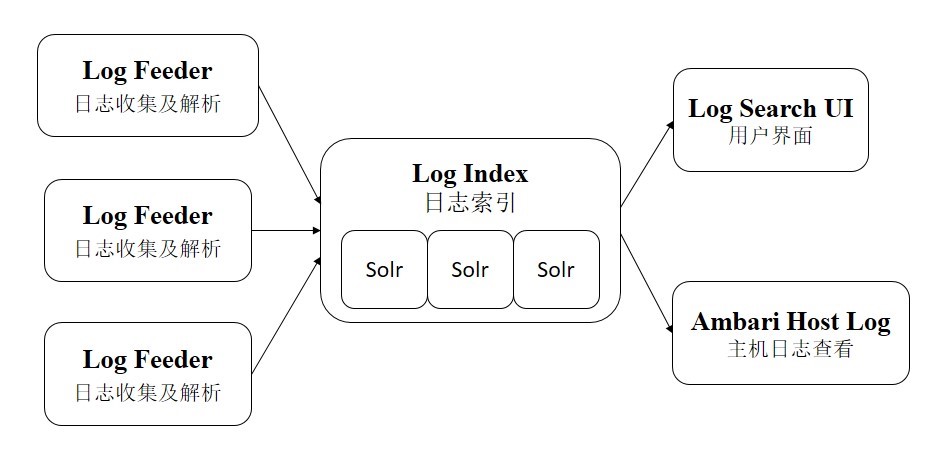 Log Feeder
日志收集及解析
Log Feeder
日志收集及解析
Log Feeder
日志收集及解析
Log Index
日志索引
Solr
Solr
Solr
Log Search UI
用户界面
Ambari Host Log
主机日志查看